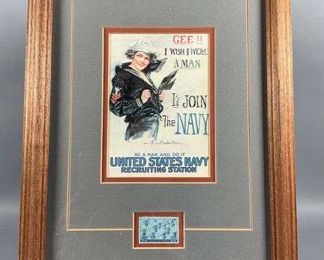 GEE!!
I WISH I WERE
A MAN
I'd JOIN
The NAVY
BE A MAN AND DO IT
UNITED STATES NAVY
RECRUITING STATION